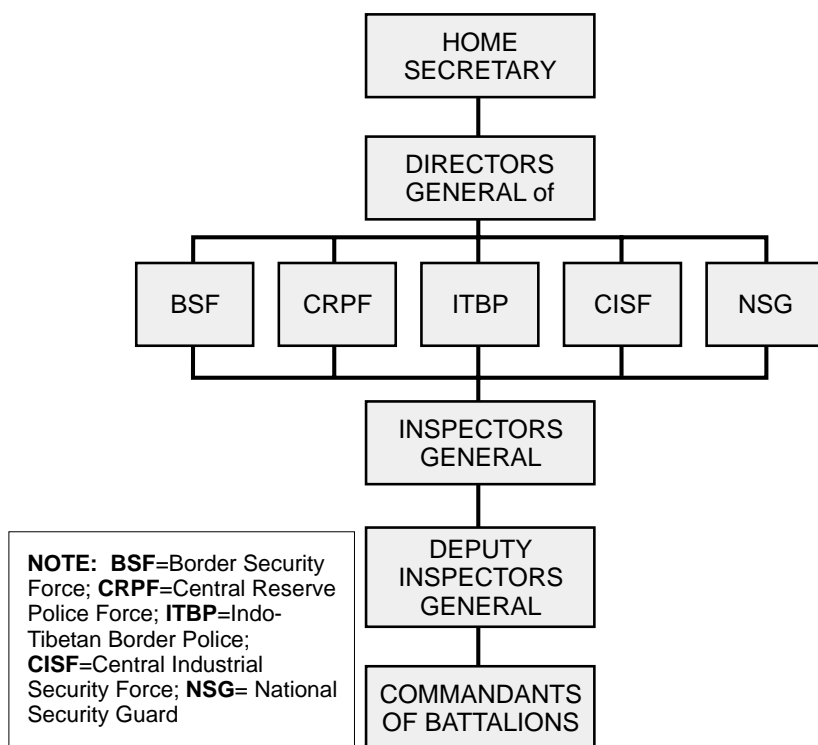 HOME
SECRETARY
DIRECTORS
GENERAL of
BSF CRPF ITBP CISF NSG
INSPECTORS
GENERAL
DEPUTY
INSPECTORS
GENERAL
COMMANDANTS
OF BATTALIONS
NOTE: BSF=Border Security
Force; CRPF=Central Reserve
Police Force; ITBP=Indo-
Tibetan Border Police;
CISF=Central Industrial
Security Force; NSG= National
Security Guard